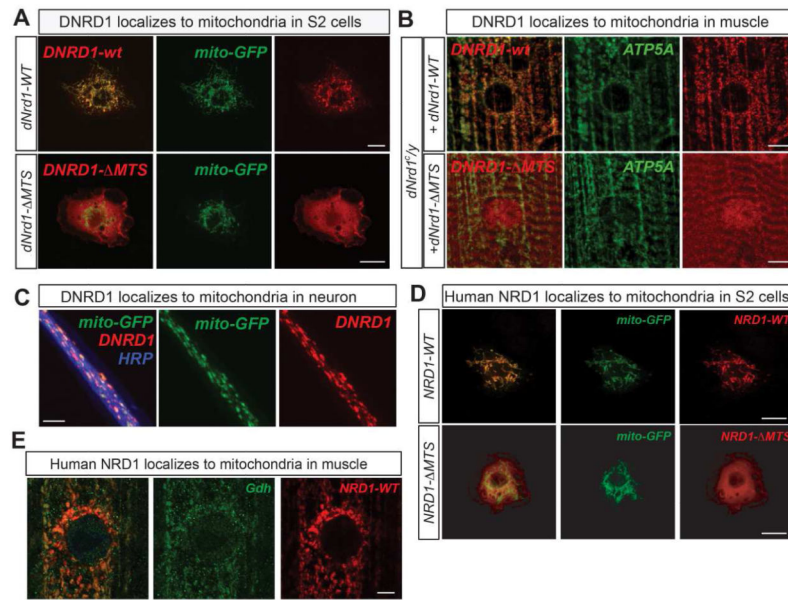 A
DNRD1 localizes to mitochondria in S2 cells
dNrd1-WT
DNRD1-wt
mito-GFP
dNrd1-ΔMTS
DNRD1-ΔMTS
mito-GFP
B
DNRD1 localizes to mitochondria in muscle
dNrd1ᶜ/y
+ dNrd1-WT
DNRD1-wt
ATP5A
+dNrd1-ΔMTS
DNRD1-ΔMTS
ATP5A
C
DNRD1 localizes to mitochondria in neuron
mito-GFP
DNRD1
HRP
mito-GFP
DNRD1
D
Human NRD1 localizes to mitochondria in S2 cells
NRD1-WT
mito-GFP
NRD1-WT
NRD1-ΔMTS
mito-GFP
NRD1-ΔMTS
E
Human NRD1 localizes to mitochondria in muscle
Gdh
NRD1-WT